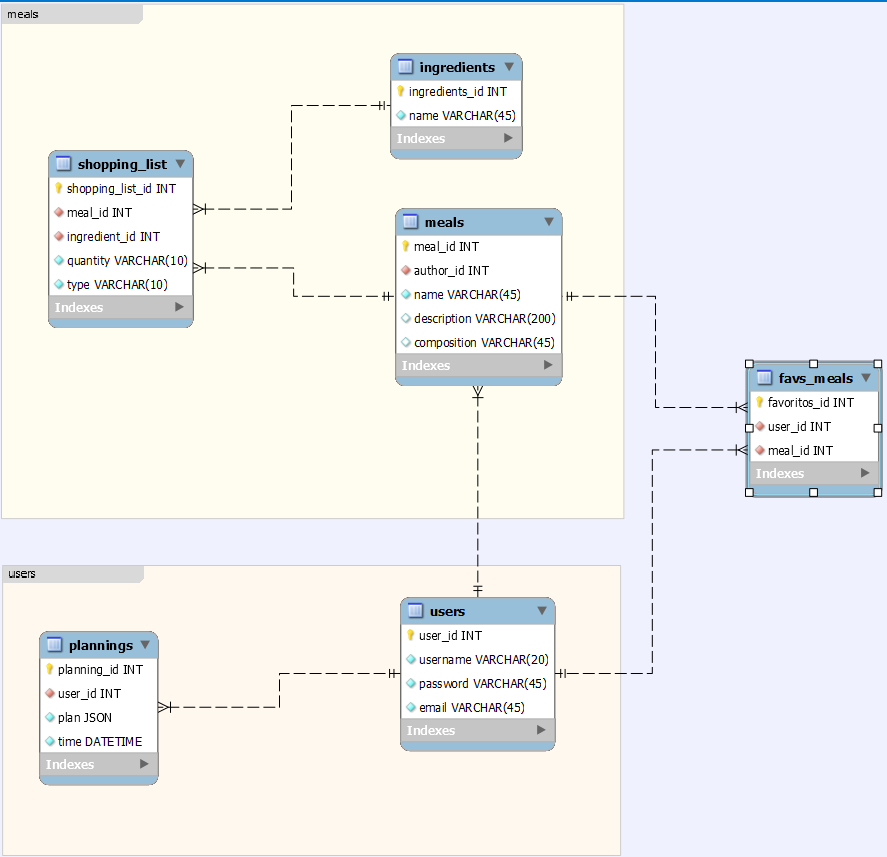 meals
ingredients
ingredients_id INT
name VARCHAR(45)
Indexes
shopping_list
shopping_list_id INT
meal_id INT
ingredient_id INT
quantity VARCHAR(10)
type VARCHAR(10)
Indexes
meals
meal_id INT
author_id INT
name VARCHAR(45)
description VARCHAR(200)
composition VARCHAR(45)
Indexes
favs_meals
favoritos_id INT
user_id INT
meal_id INT
Indexes
users
users
user_id INT
username VARCHAR(20)
password VARCHAR(45)
email VARCHAR(45)
Indexes
plannings
planning_id INT
user_id INT
plan JSON
time DATETIME
Indexes